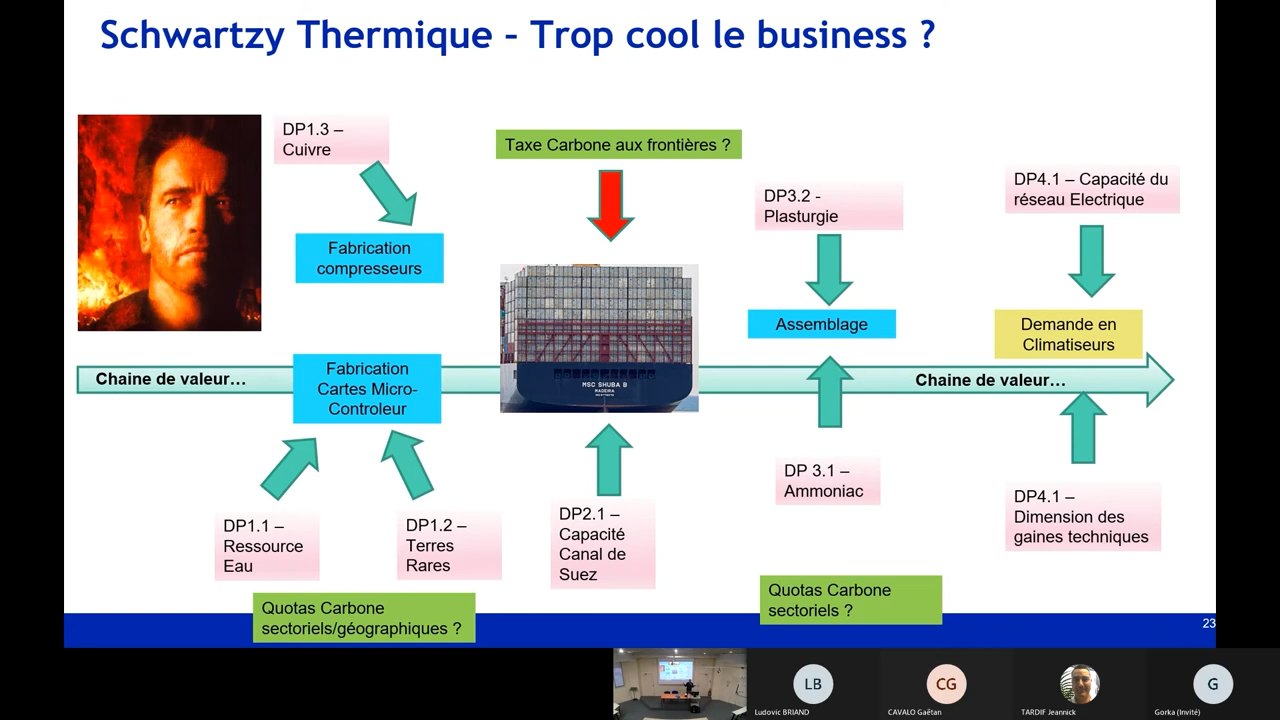 Schwartzy Thermique – Trop cool le business ?
DP1.3 –
Cuivre
Taxe Carbone aux frontières ?
DP3.2 -
Plasturgie
DP4.1 – Capacité du
réseau Electrique
Fabrication
compresseurs
Assemblage
Demande en
Climatiseurs
Chaine de valeur…
Fabrication
Cartes Micro-
Controleur
MSC SHUBA B
MADEIRA
Chaine de valeur…
DP1.1 –
Ressource
Eau
DP1.2 –
Terres
Rares
DP2.1 –
Capacité
Canal de
Suez
DP 3.1 –
Ammoniac
DP4.1 –
Dimension des
gaines techniques
Quotas Carbone
sectoriels/géographiques ?
Quotas Carbone
sectoriels ?
23
LB
Ludovic BRIAND
CG
CAVALO Gaëtan
TARDIF Jeannick
G
Gorka (Invité)